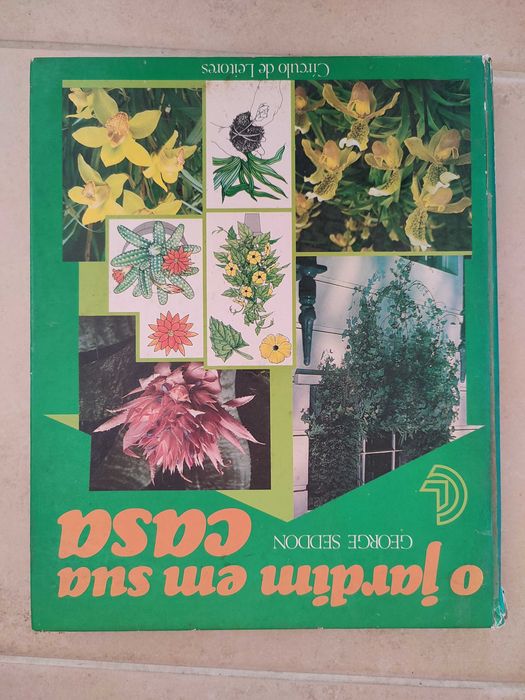 o jardim em sua
casa
GEORGE SEDDON
Círculo de Leitores